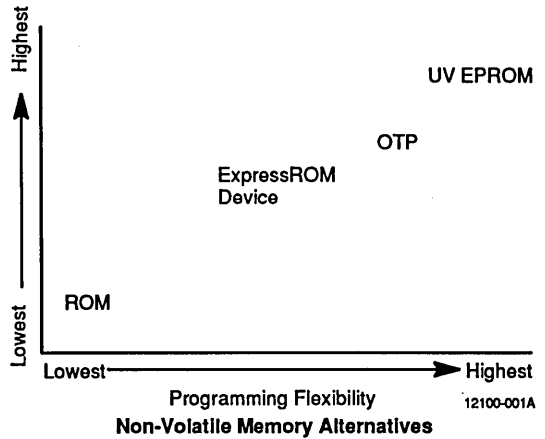 Highest
UV EPROM
OTP
ExpressROM
Device
ROM
Lowest
Lowest Highest
Programming Flexibility
12100-001A
Non-Volatile Memory Alternatives